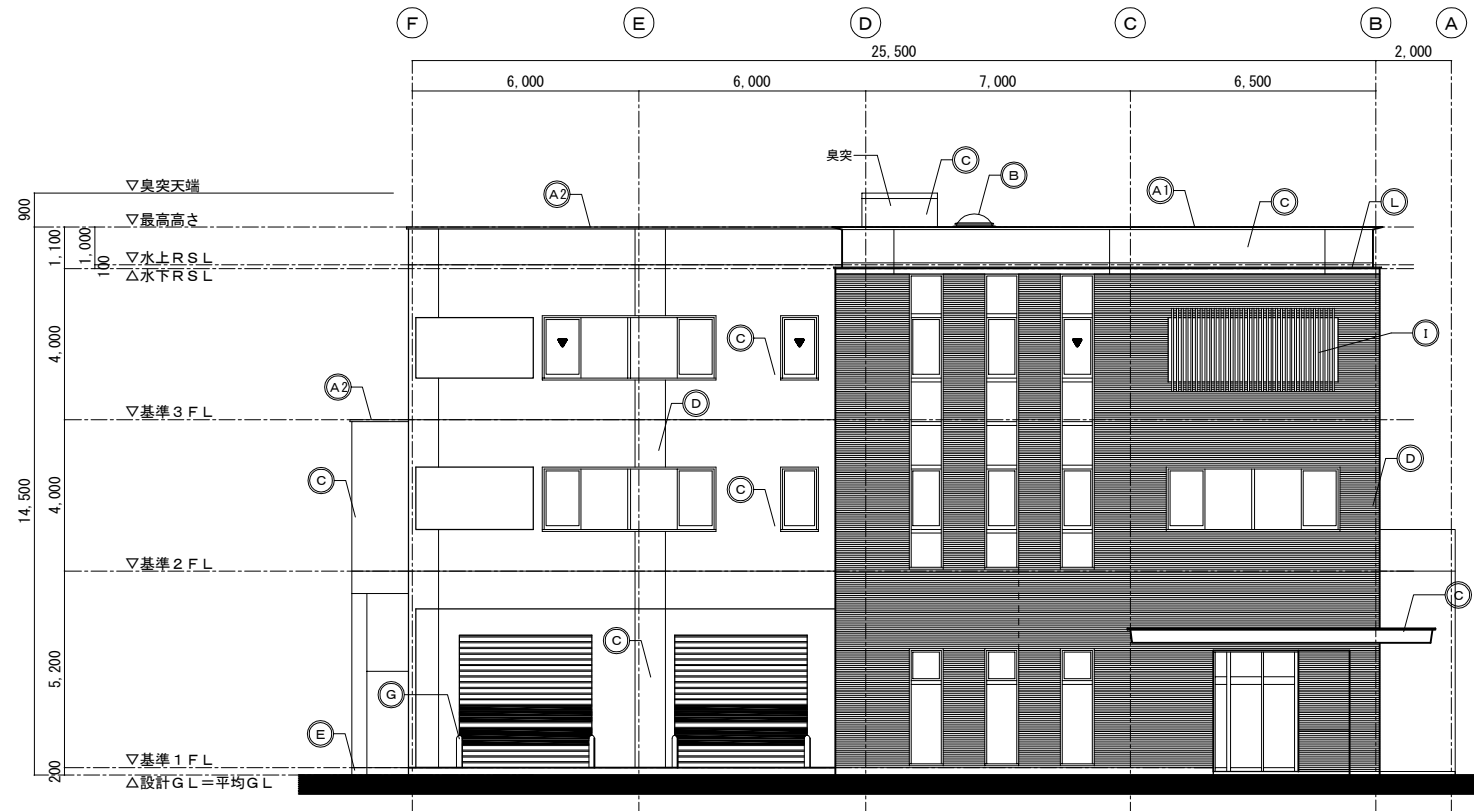 F E D C B A
25,500 2,000
6,000 6,000 7,000 6,500
臭突 C B
▽臭突天端 A2 A1 C L
900
▽最高高さ
1,100 1,000 100
▽水上RSL
△水下RSL
4,000
C I
A2
▽基準3FL
D
C C D
14,500 4,000
▽基準2FL
C
5,200
C
G
E
▽基準1FL
200
△設計GL=平均GL